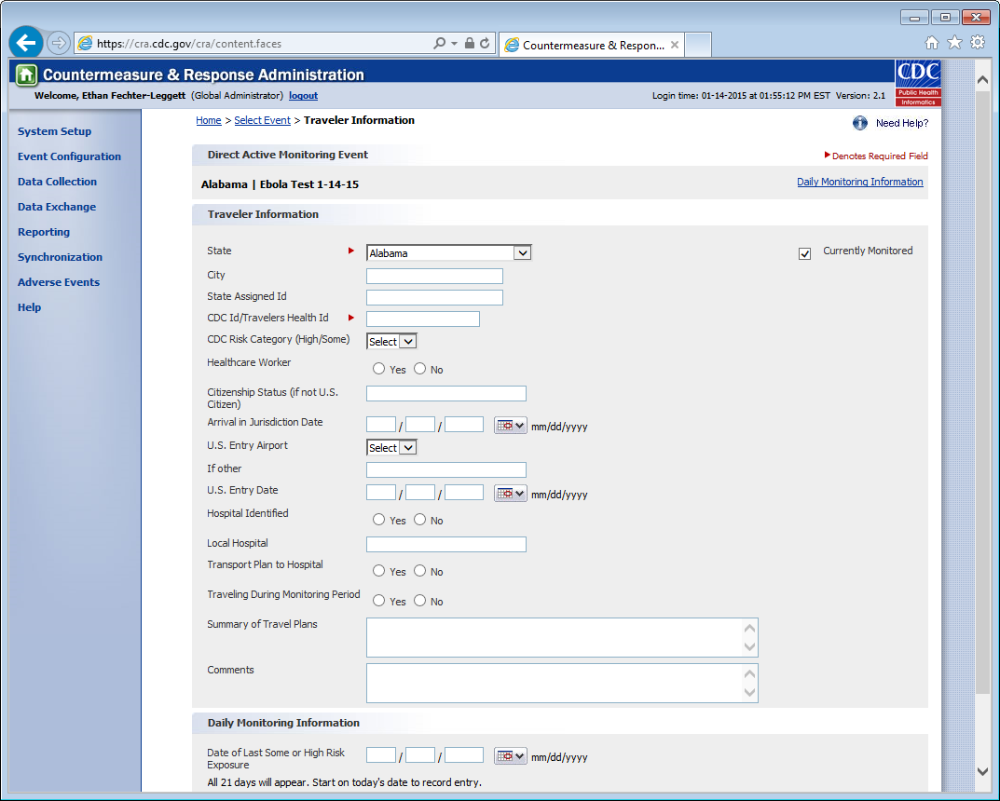 https://cra.cdc.gov/cra/content.faces
Countermeasure & Respon...
Countermeasure & Response Administration
CDC
Public Health
Informatics
Welcome, Ethan Fechter-Leggett (Global Administrator) logout
Login time: 01-14-2015 at 01:55:12 PM EST Version: 2.1
System Setup
Event Configuration
Data Collection
Data Exchange
Reporting
Synchronization
Adverse Events
Help
Home > Select Event > Traveler Information
Need Help?
Direct Active Monitoring Event
Denotes Required Field
Alabama | Ebola Test 1-14-15
Daily Monitoring Information
Traveler Information
State
Alabama
Currently Monitored
City
State Assigned Id
CDC Id/Travelers Health Id
CDC Risk Category (High/Some)
Select
Healthcare Worker
Yes No
Citizenship Status (if not U.S.
Citizen)
Arrival in Jurisdiction Date
/ / mm/dd/yyyy
U.S. Entry Airport
Select
If other
U.S. Entry Date
/ / mm/dd/yyyy
Hospital Identified
Yes No
Local Hospital
Transport Plan to Hospital
Yes No
Traveling During Monitoring Period
Yes No
Summary of Travel Plans
Comments
Daily Monitoring Information
Date of Last Some or High Risk
Exposure
/ / mm/dd/yyyy
All 21 days will appear. Start on today's date to record entry.